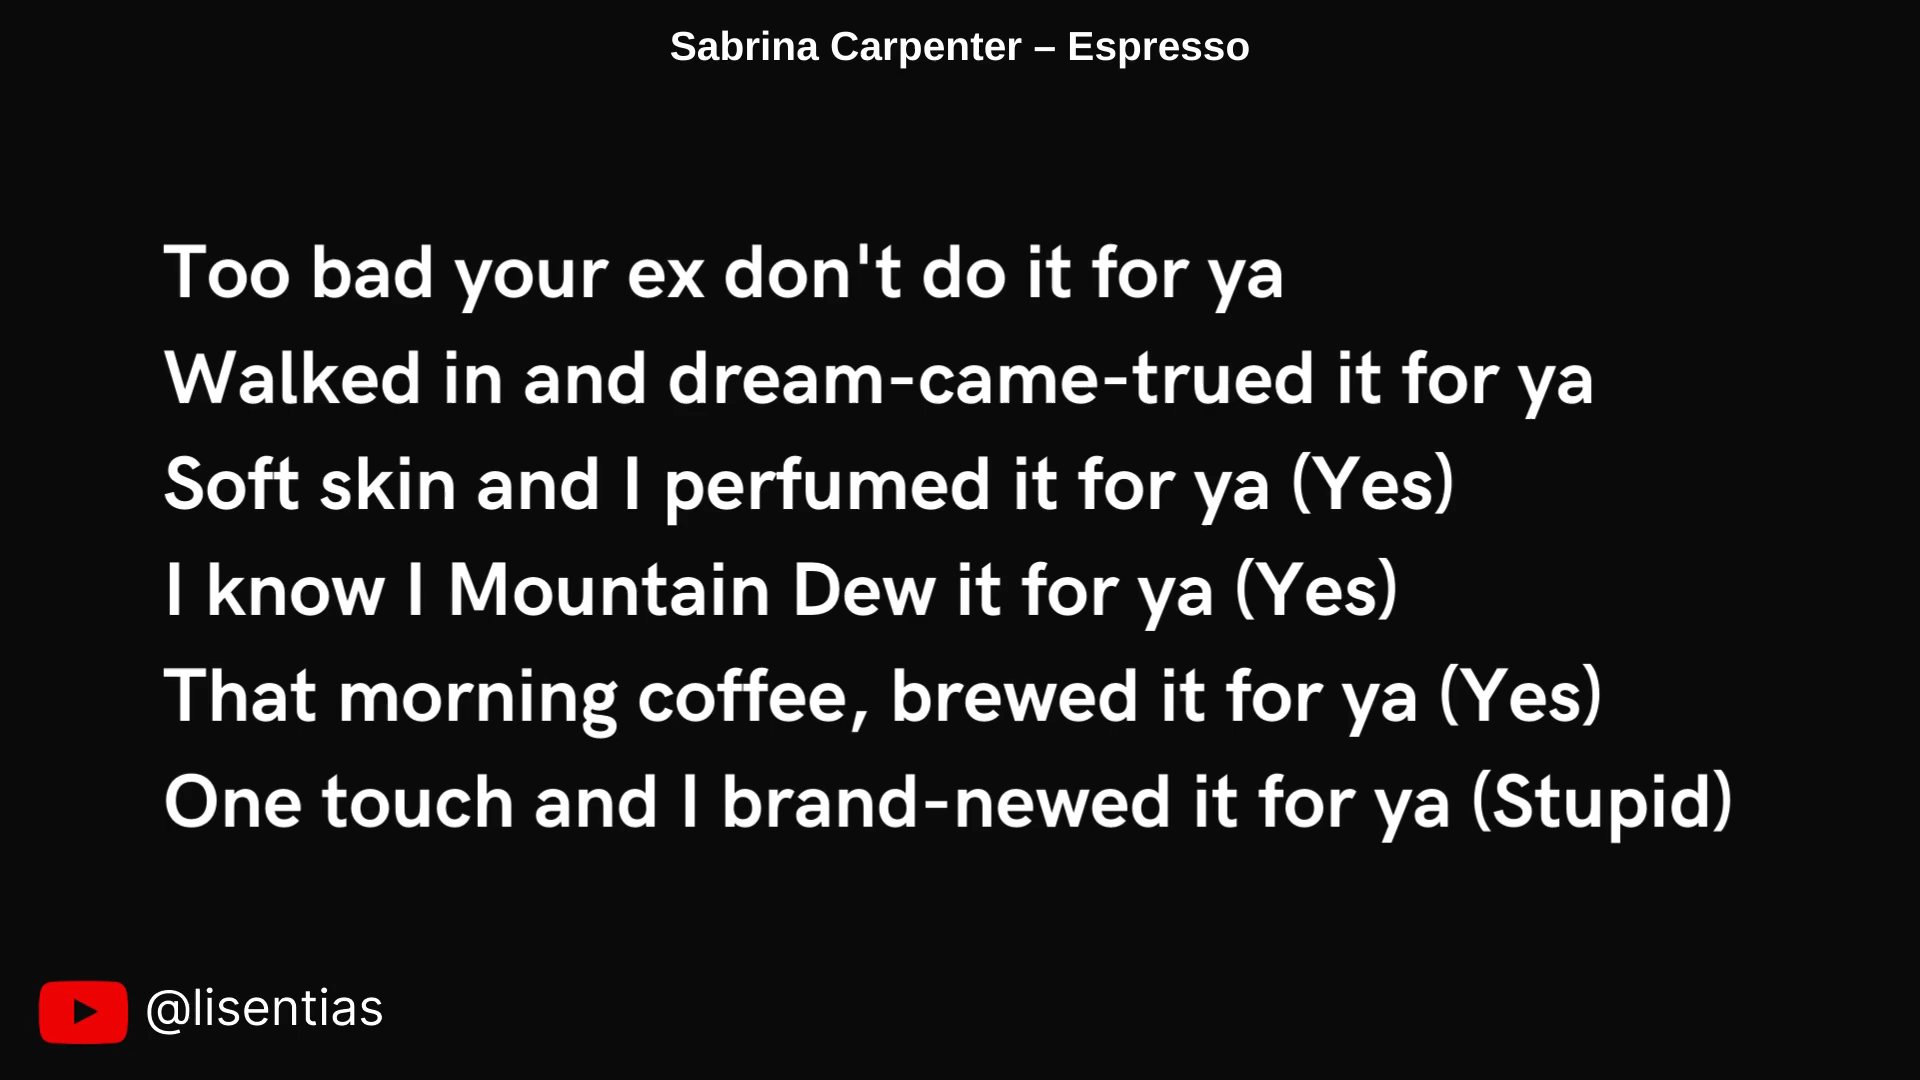 Sabrina Carpenter – Espresso
Too bad your ex don't do it for ya
Walked in and dream-came-trued it for ya
Soft skin and I perfumed it for ya (Yes)
I know I Mountain Dew it for ya (Yes)
That morning coffee, brewed it for ya (Yes)
One touch and I brand-newed it for ya (Stupid)
@lisentias